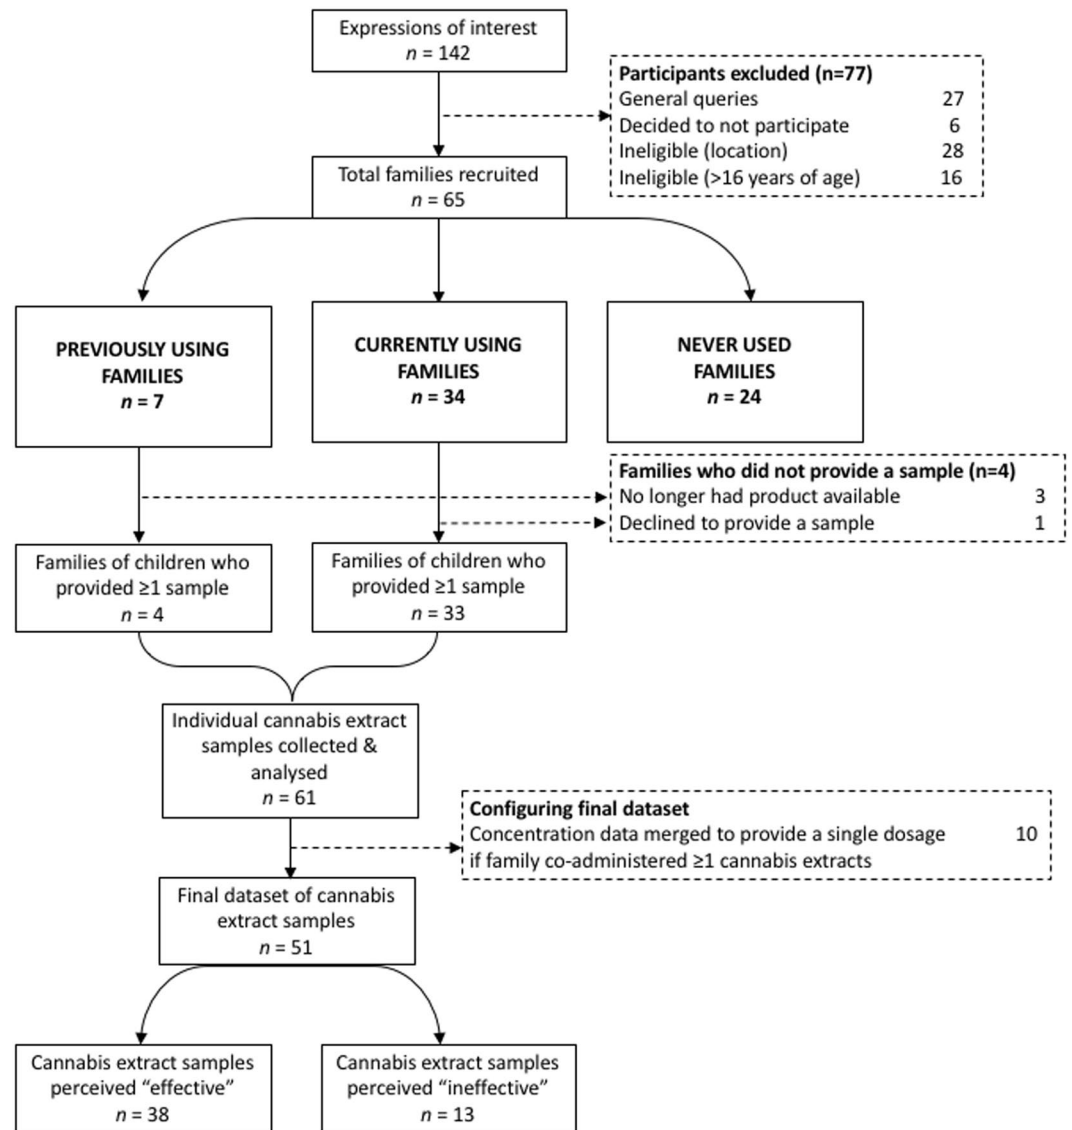 Expressions of interest
n = 142
Participants excluded (n=77)
General queries 27
Decided to not participate 6
Ineligible (location) 28
Ineligible (>16 years of age) 16
Total families recruited
n = 65
PREVIOUSLY USING
FAMILIES
n = 7
CURRENTLY USING
FAMILIES
n = 34
NEVER USED
FAMILIES
n = 24
Families who did not provide a sample (n=4)
No longer had product available 3
Declined to provide a sample 1
Families of children who
provided ≥1 sample
n = 4
Families of children who
provided ≥1 sample
n = 33
Individual cannabis extract
samples collected &
analysed
n = 61
Configuring final dataset
Concentration data merged to provide a single dosage 10
if family co-administered ≥1 cannabis extracts
Final dataset of cannabis
extract samples
n = 51
Cannabis extract samples
perceived “effective”
n = 38
Cannabis extract samples
perceived “ineffective”
n = 13